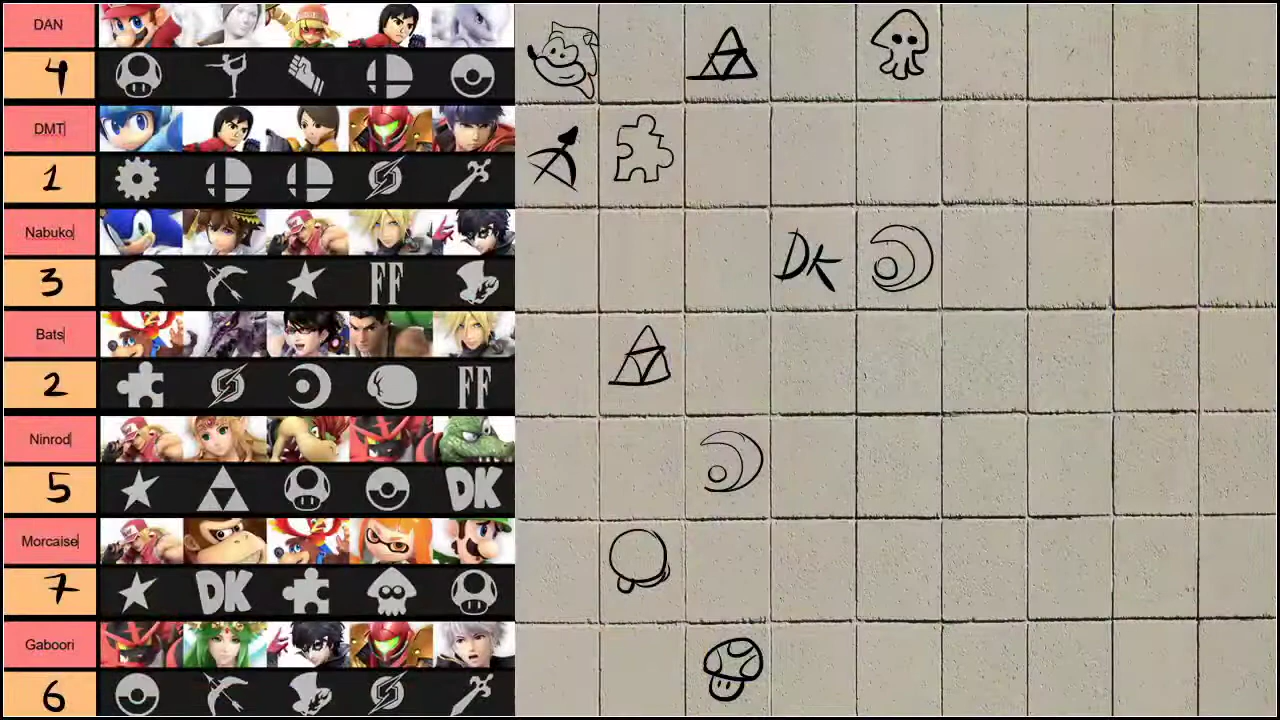 DAN
4
DMT
1
Nabuko
3
FF
DK
Bats
2
FF
Ninrod
5
DK
Morcaise
7
DK
Gaboori
6